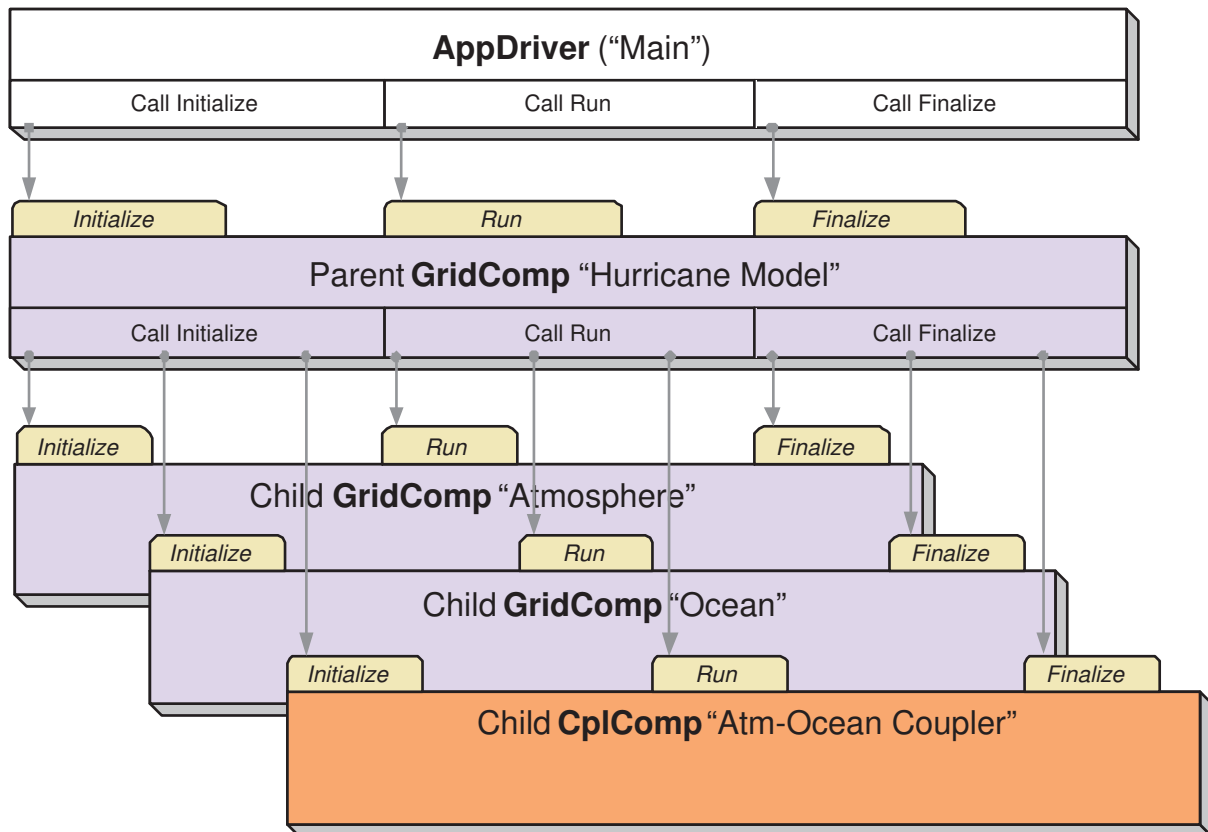 AppDriver (“Main”)
Call Initialize
Call Run
Call Finalize
Initialize
Run
Finalize
Parent GridComp “Hurricane Model”
Call Initialize
Call Run
Call Finalize
Initialize
Run
Finalize
Child GridComp “Atmosphere”
Initialize
Run
Finalize
Child GridComp “Ocean”
Initialize
Run
Finalize
Child CplComp “Atm-Ocean Coupler”